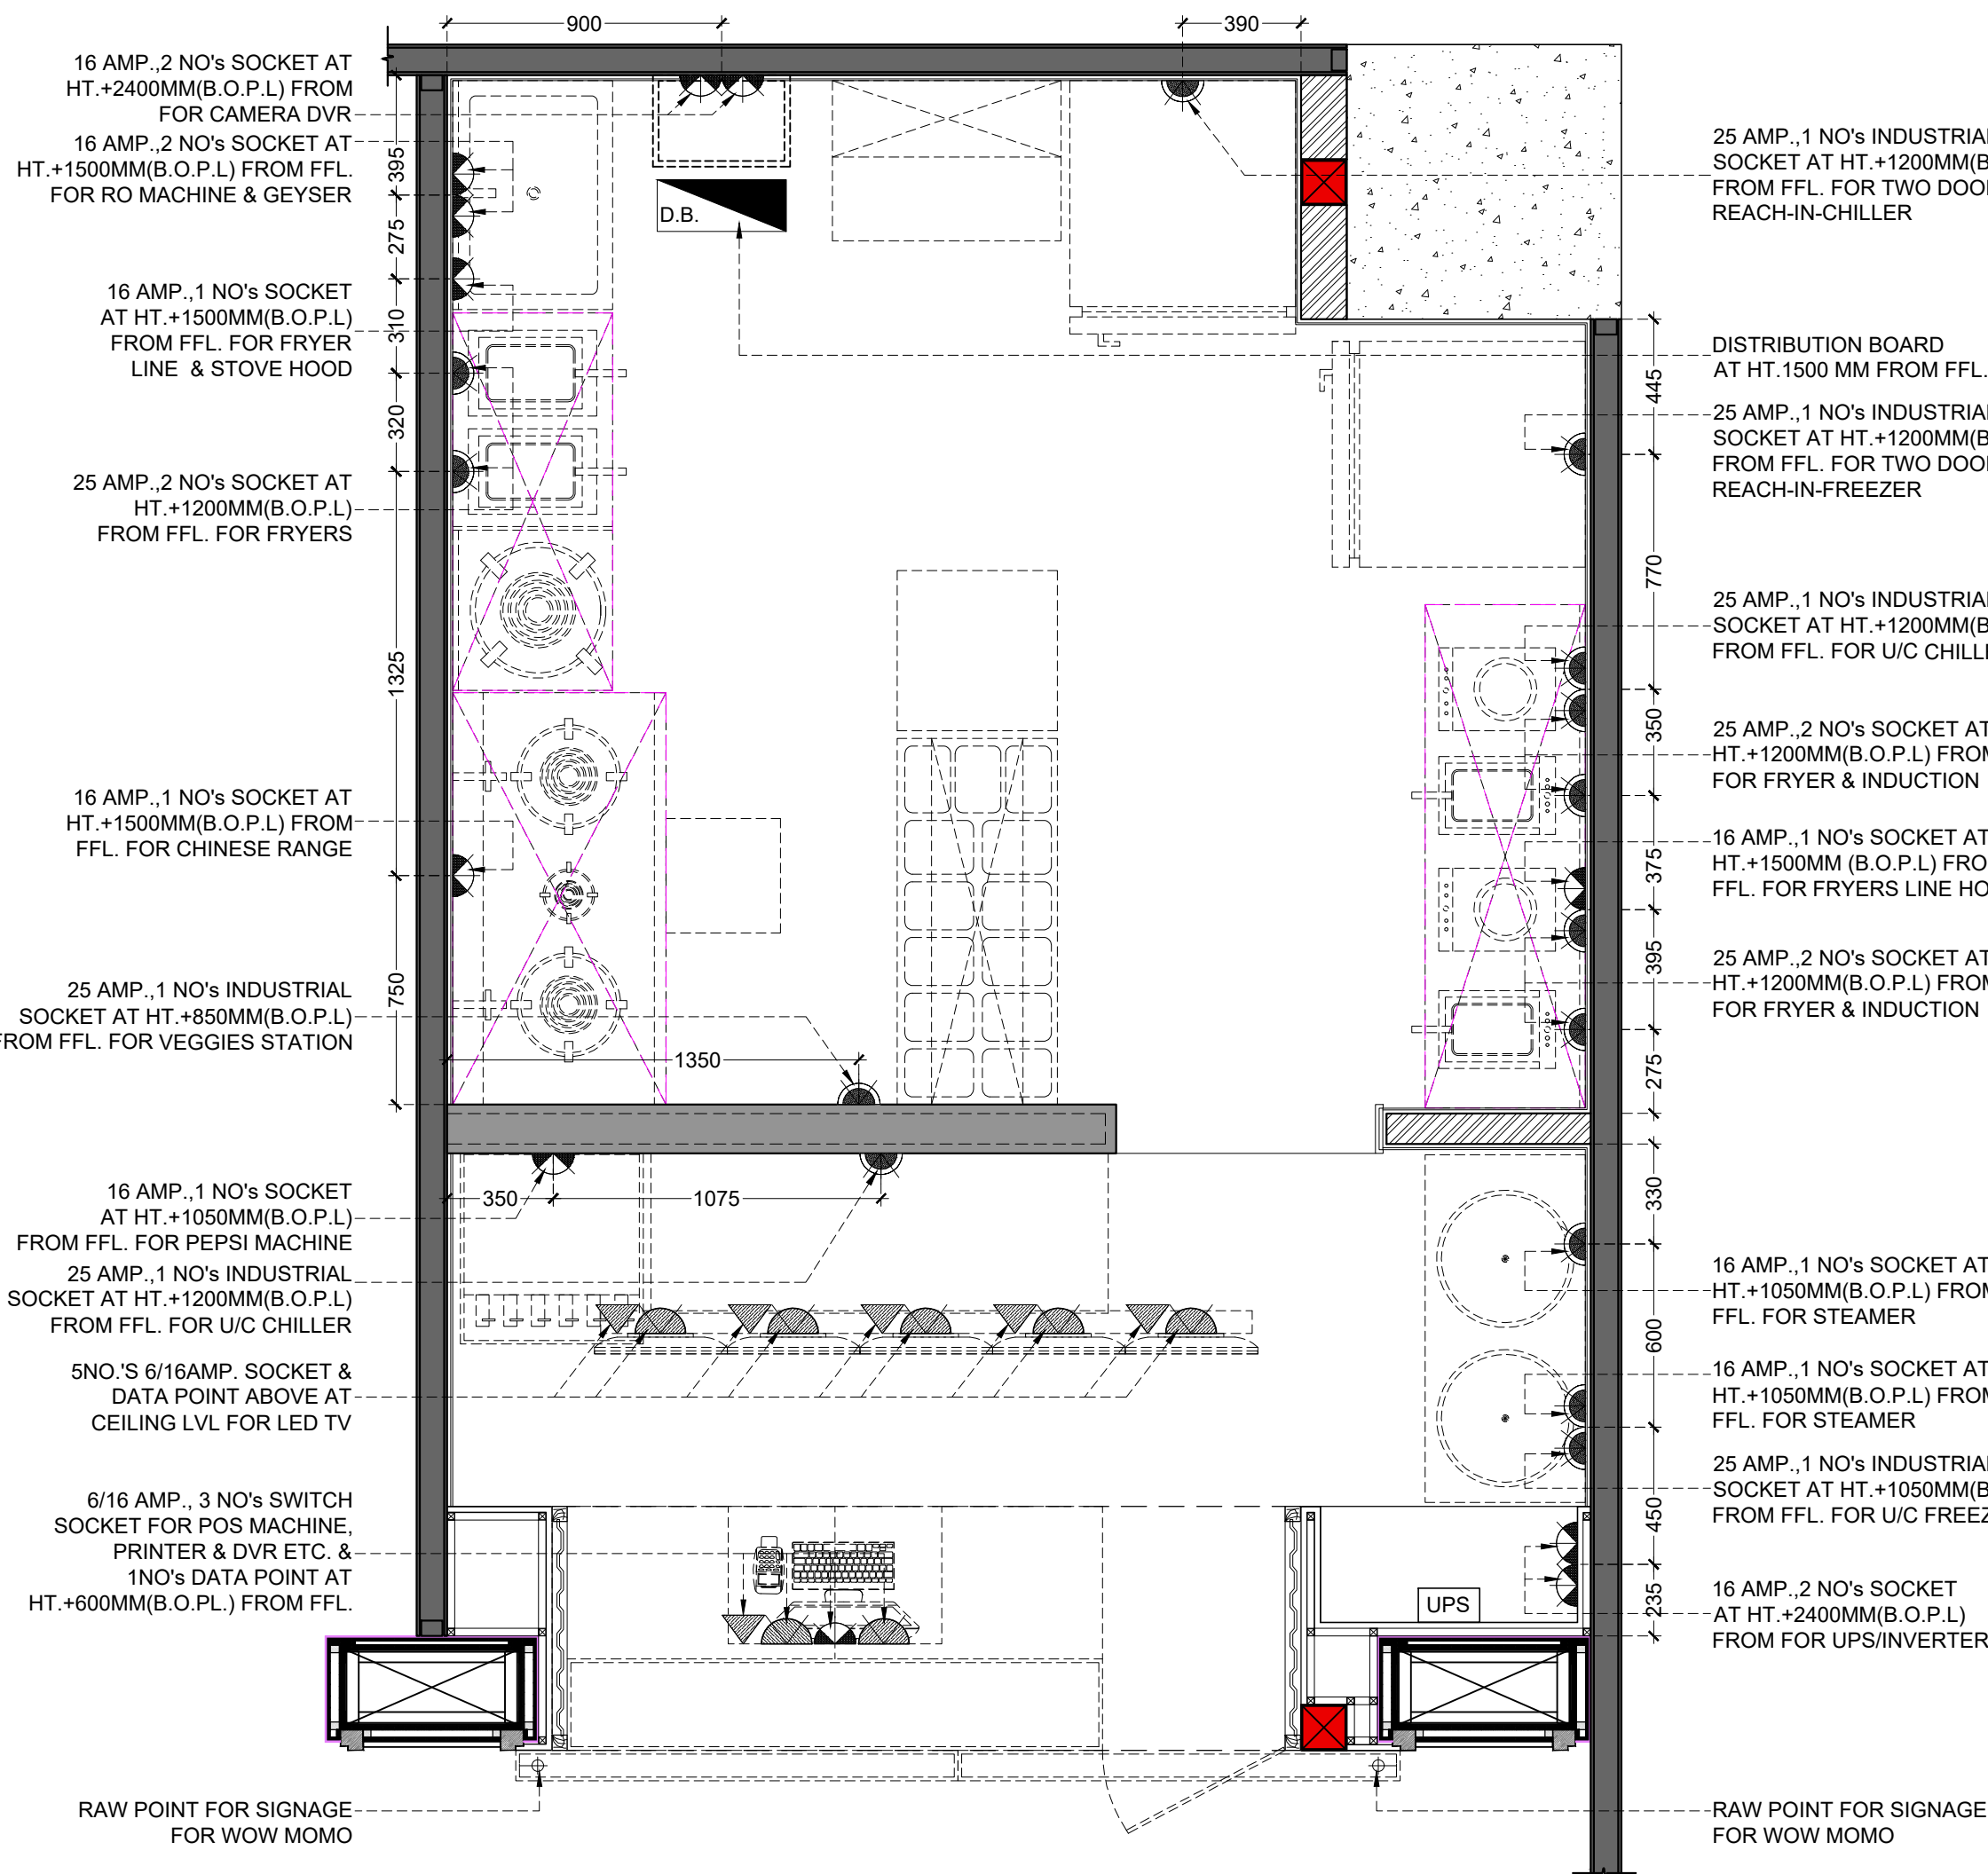 900
390
16 AMP.,2 NO's SOCKET AT
HT.+2400MM(B.O.P.L) FROM
FOR CAMERA DVR
16 AMP.,2 NO's SOCKET AT
HT.+1500MM(B.O.P.L) FROM FFL.
FOR RO MACHINE & GEYSER
16 AMP.,1 NO's SOCKET
AT HT.+1500MM(B.O.P.L)
FROM FFL. FOR FRYER
LINE & STOVE HOOD
25 AMP.,2 NO's SOCKET AT
HT.+1200MM(B.O.P.L)
FROM FFL. FOR FRYERS
16 AMP.,1 NO's SOCKET AT
HT.+1500MM(B.O.P.L) FROM
FFL. FOR CHINESE RANGE
25 AMP.,1 NO's INDUSTRIAL
SOCKET AT HT.+850MM(B.O.P.L)
FROM FFL. FOR VEGGIES STATION
16 AMP.,1 NO's SOCKET
AT HT.+1050MM(B.O.P.L)
FROM FFL. FOR PEPSI MACHINE
25 AMP.,1 NO's INDUSTRIAL
SOCKET AT HT.+1200MM(B.O.P.L)
FROM FFL. FOR U/C CHILLER
5NO.'S 6/16AMP. SOCKET &
DATA POINT ABOVE AT
CEILING LVL FOR LED TV
6/16 AMP., 3 NO's SWITCH
SOCKET FOR POS MACHINE,
PRINTER & DVR ETC. &
1NO's DATA POINT AT
HT.+600MM(B.O.PL.) FROM FFL.
RAW POINT FOR SIGNAGE
FOR WOW MOMO
395
275
310
320
1325
750
D.B.
1350
350
1075
UPS
445
770
350
375
395
275
330
600
450
235
25 AMP.,1 NO's INDUSTRIAL
SOCKET AT HT.+1200MM(B
FROM FFL. FOR TWO DOO
REACH-IN-CHILLER
DISTRIBUTION BOARD
AT HT.1500 MM FROM FFL.
25 AMP.,1 NO's INDUSTRIAL
SOCKET AT HT.+1200MM(B
FROM FFL. FOR TWO DOO
REACH-IN-FREEZER
25 AMP.,1 NO's INDUSTRIAL
SOCKET AT HT.+1200MM(B
FROM FFL. FOR U/C CHILL
25 AMP.,2 NO's SOCKET AT
HT.+1200MM(B.O.P.L) FROM
FOR FRYER & INDUCTION
16 AMP.,1 NO's SOCKET AT
HT.+1500MM (B.O.P.L) FRO
FFL. FOR FRYERS LINE HO
25 AMP.,2 NO's SOCKET AT
HT.+1200MM(B.O.P.L) FROM
FOR FRYER & INDUCTION
16 AMP.,1 NO's SOCKET AT
HT.+1050MM(B.O.P.L) FROM
FFL. FOR STEAMER
16 AMP.,1 NO's SOCKET AT
HT.+1050MM(B.O.P.L) FROM
FFL. FOR STEAMER
25 AMP.,1 NO's INDUSTRIAL
SOCKET AT HT.+1050MM(B
FROM FFL. FOR U/C FREEZ
16 AMP.,2 NO's SOCKET
AT HT.+2400MM(B.O.P.L)
FROM FOR UPS/INVERTER
RAW POINT FOR SIGNAGE
FOR WOW MOMO